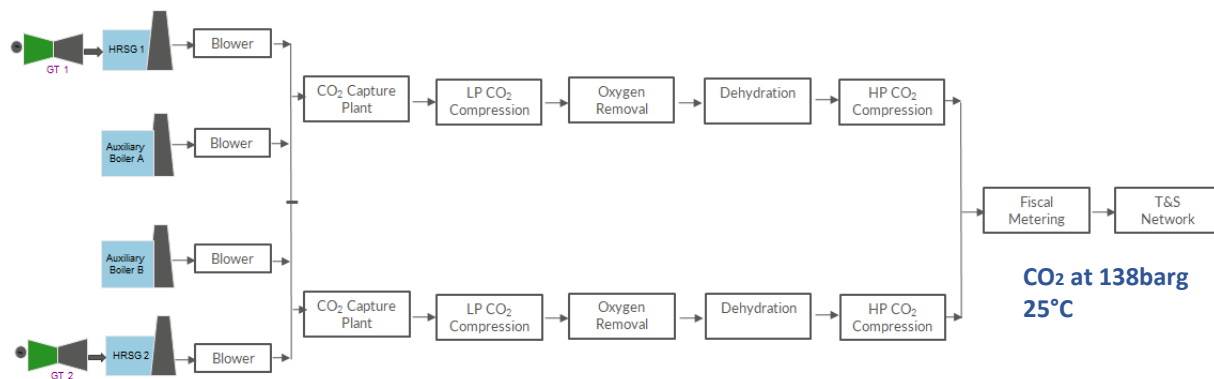 GT 1
HRSG 1
Blower
CO₂ Capture
Plant
LP CO₂
Compression
Oxygen
Removal
Dehydration
HP CO₂
Compression
Auxiliary
Boiler A
Blower
Fiscal
Metering
T&S
Network
Auxiliary
Boiler B
Blower
CO₂ at 138barg
25°C
CO₂ Capture
Plant
LP CO₂
Compression
Oxygen
Removal
Dehydration
HP CO₂
Compression
HRSG 2
Blower
GT 2